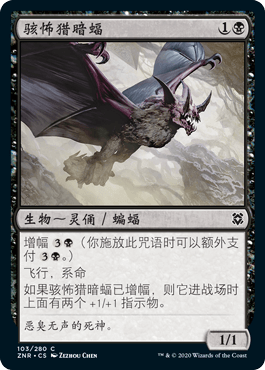 骇怖猎暗蝠 1
生物～灵俑 / 蝙蝠
增幅 3（你施放此咒语时可以额外支
付 3。）
飞行，系命
如果骇怖猎暗蝠已增幅，则它进战场时
上面有两个 +1/+1 指示物。
恶臭无声的死神。
1/1
103/280 C
ZNR • CS Zezhou Chen
™ & © 2020 Wizards of the Coast